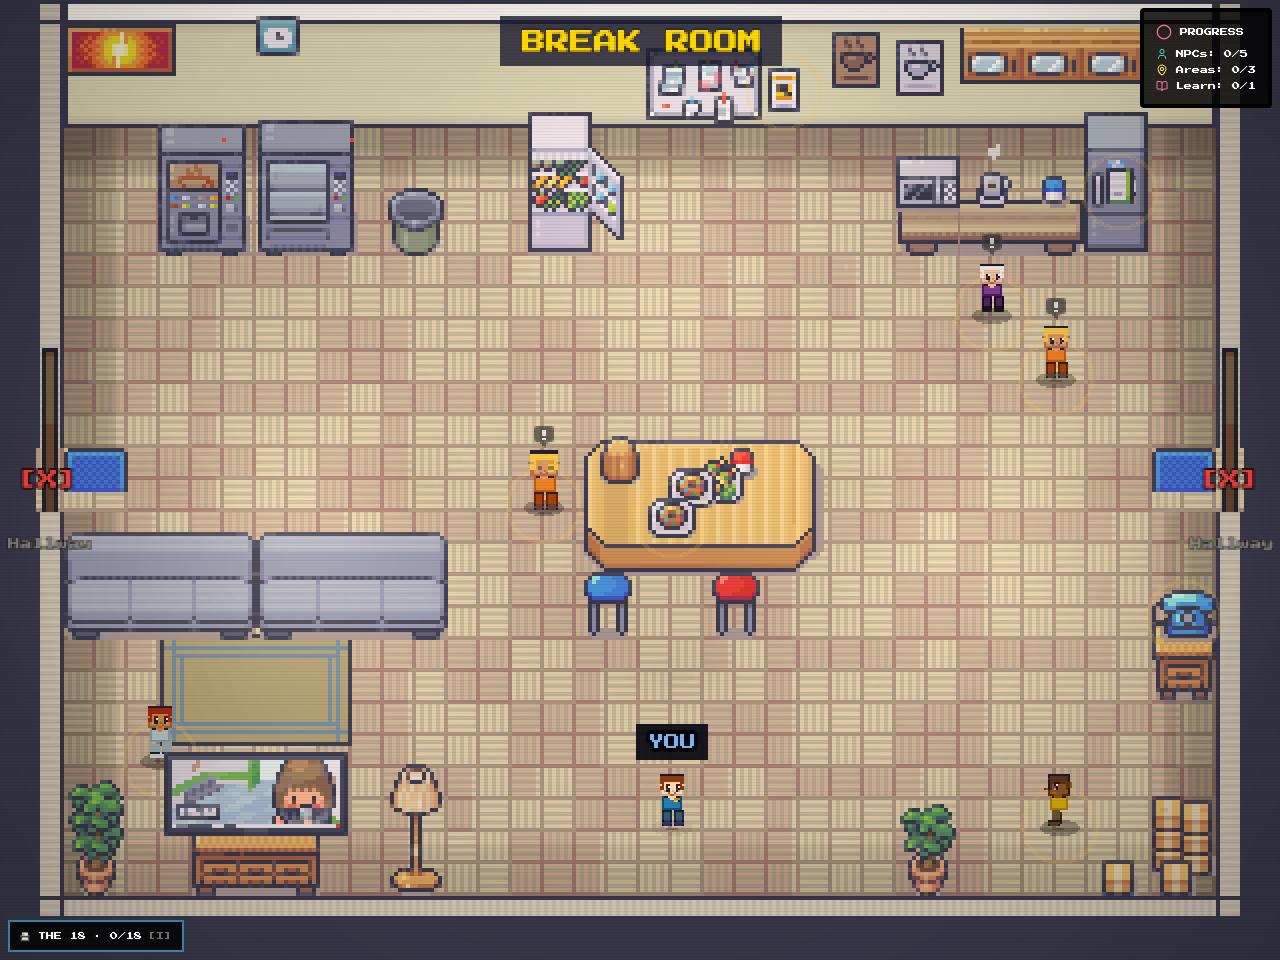 BREAK ROOM
PROGRESS
NPCs: 0/5
Areas: 0/3
Learn: 0/1
!
!
!
[X]
[X]
Hallway
Hallway
YOU
THE 18 · 0/18 [I]